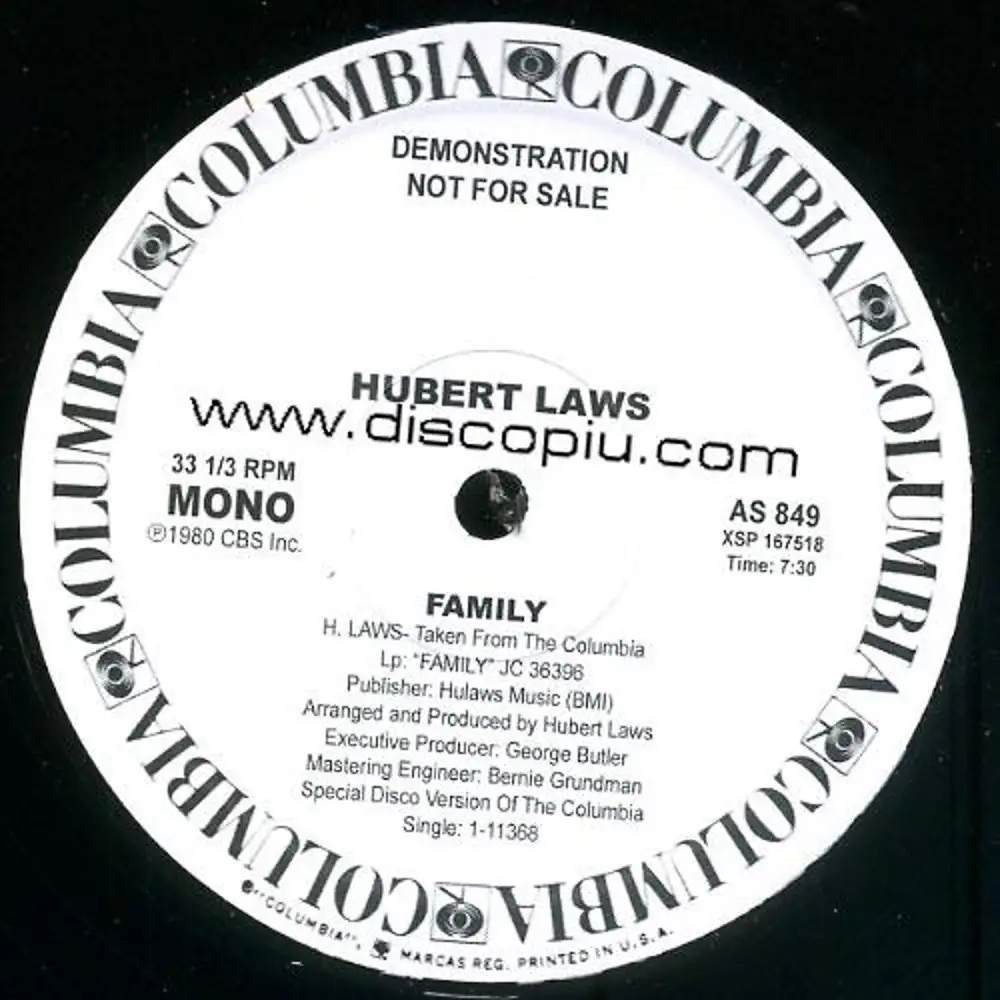 COLUMBIA COLUMBIA COLUMBIA COLUMBIA COLUMBIA COLUMBIA
DEMONSTRATION
NOT FOR SALE
HUBERT LAWS
www.discopiu.com
33 1/3 RPM
MONO
℗1980 CBS Inc.
AS 849
XSP 167518
Time: 7:30
FAMILY
H. LAWS- Taken From The Columbia
Lp: "FAMILY" JC 36396
Publisher: Hulaws Music (BMI)
Arranged and Produced by Hubert Laws
Executive Producer: George Butler
Mastering Engineer: Bernie Grundman
Special Disco Version Of The Columbia
Single: 1-11368
"COLUMBIA", MARCAS REG. PRINTED IN U.S.A.